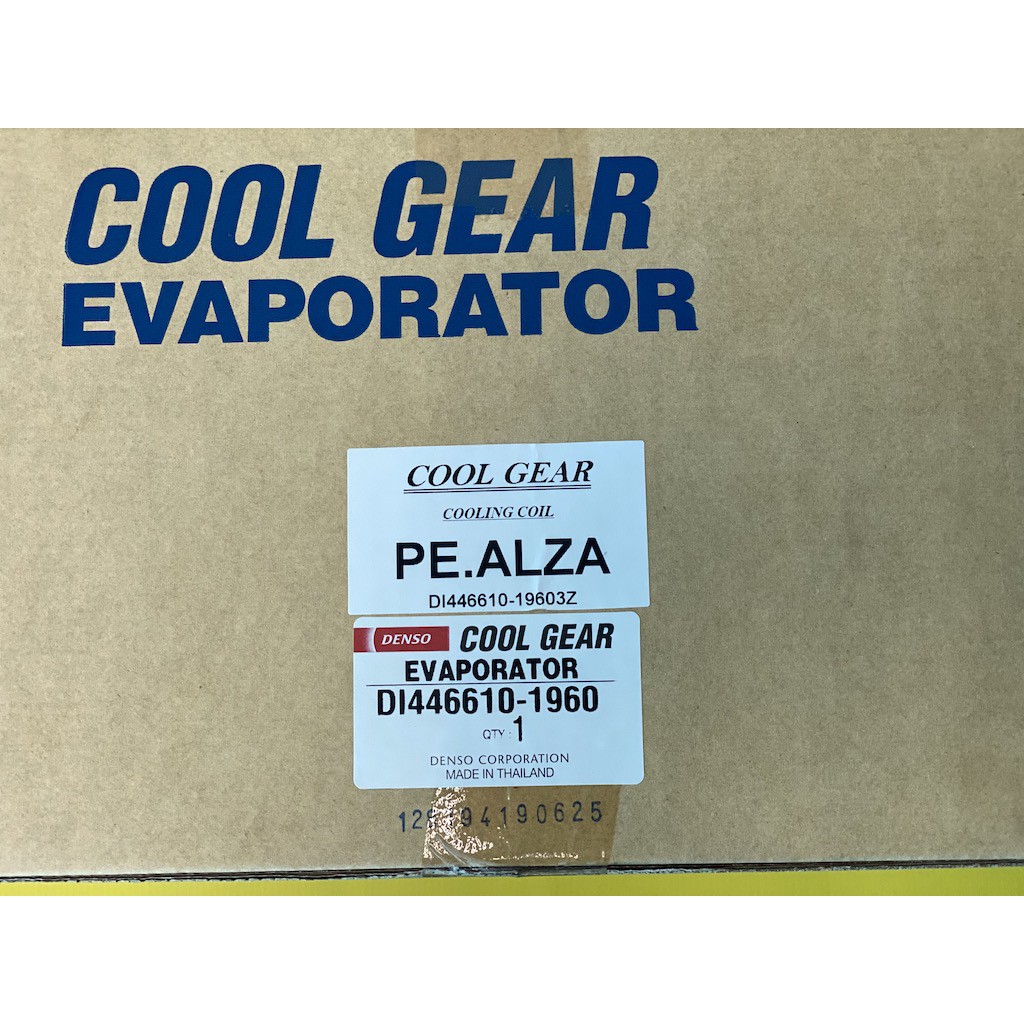 COOL GEAR
EVAPORATOR
COOL GEAR
COOLING COIL
PE.ALZA
DI446610-19603Z
DENSO COOL GEAR
EVAPORATOR
DI446610-1960
QTY : 1
DENSO CORPORATION
MADE IN THAILAND